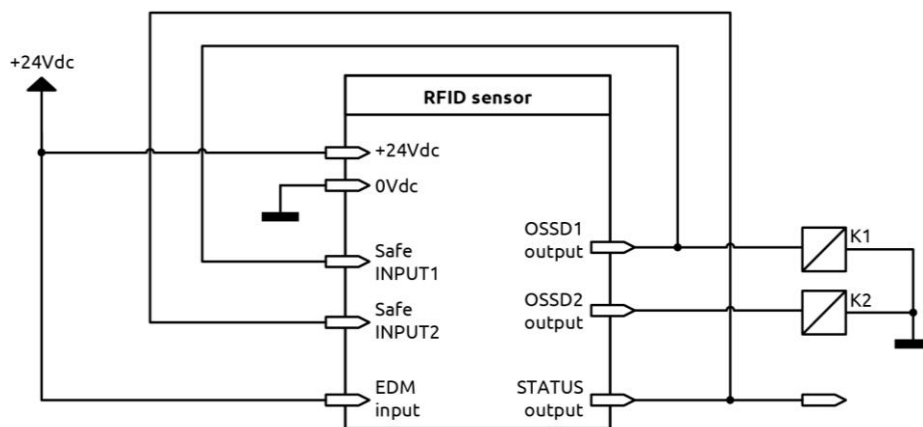 +24Vdc
RFID sensor
+24Vdc
0Vdc
OSSD1
output
K1
Safe
INPUT1
OSSD2
output
K2
Safe
INPUT2
EDM
input
STATUS
output